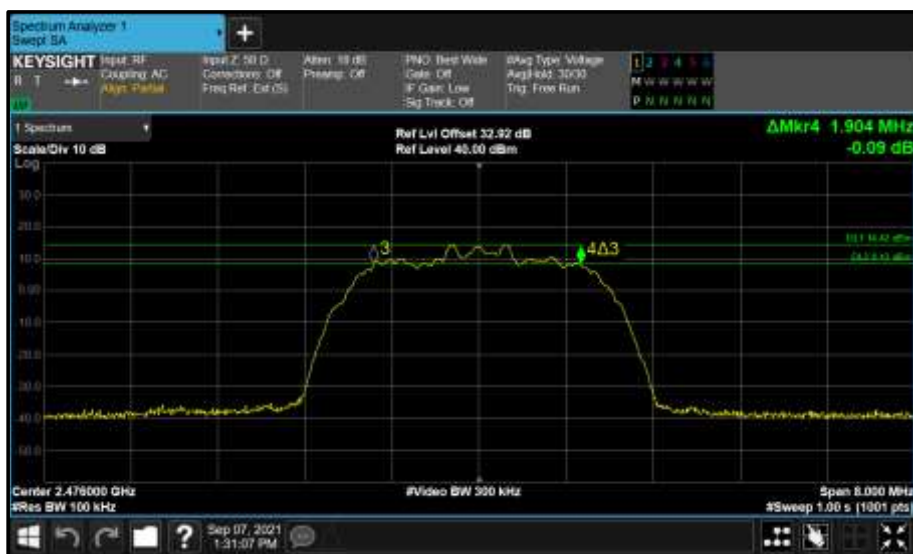 Spectrum Analyzer 1
Swept SA
KEYSIGHT
R T
Input: RF
Coupling: AC
Align: Partial
Input Z: 50 Ω
Corrections: Off
Freq Ref: Ext (S)
Atten: 10 dB
Preamp: Off
PNO: Best Wide
Gate: Off
IF Gain: Low
Sig Track: Off
#Avg Type: Voltage
Avg|Hold: 30/30
Trig: Free Run
1 2 3 4 5 6
M W W W W W
P N N N N N
1 Spectrum
Scale/Div 10 dB
Ref Lvl Offset 32.92 dB
Ref Level 40.00 dBm
ΔMkr4 1.904 MHz
-0.09 dB
Log
30.0
20.0
10.0
0.00
-10.0
-20.0
-30.0
-40.0
-50.0
3
4Δ3
Center 2.476000 GHz
#Res BW 100 kHz
#Video BW 300 kHz
Span 8.000 MHz
#Sweep 1.00 s (1001 pts)
Sep 07, 2021
1:31:07 PM